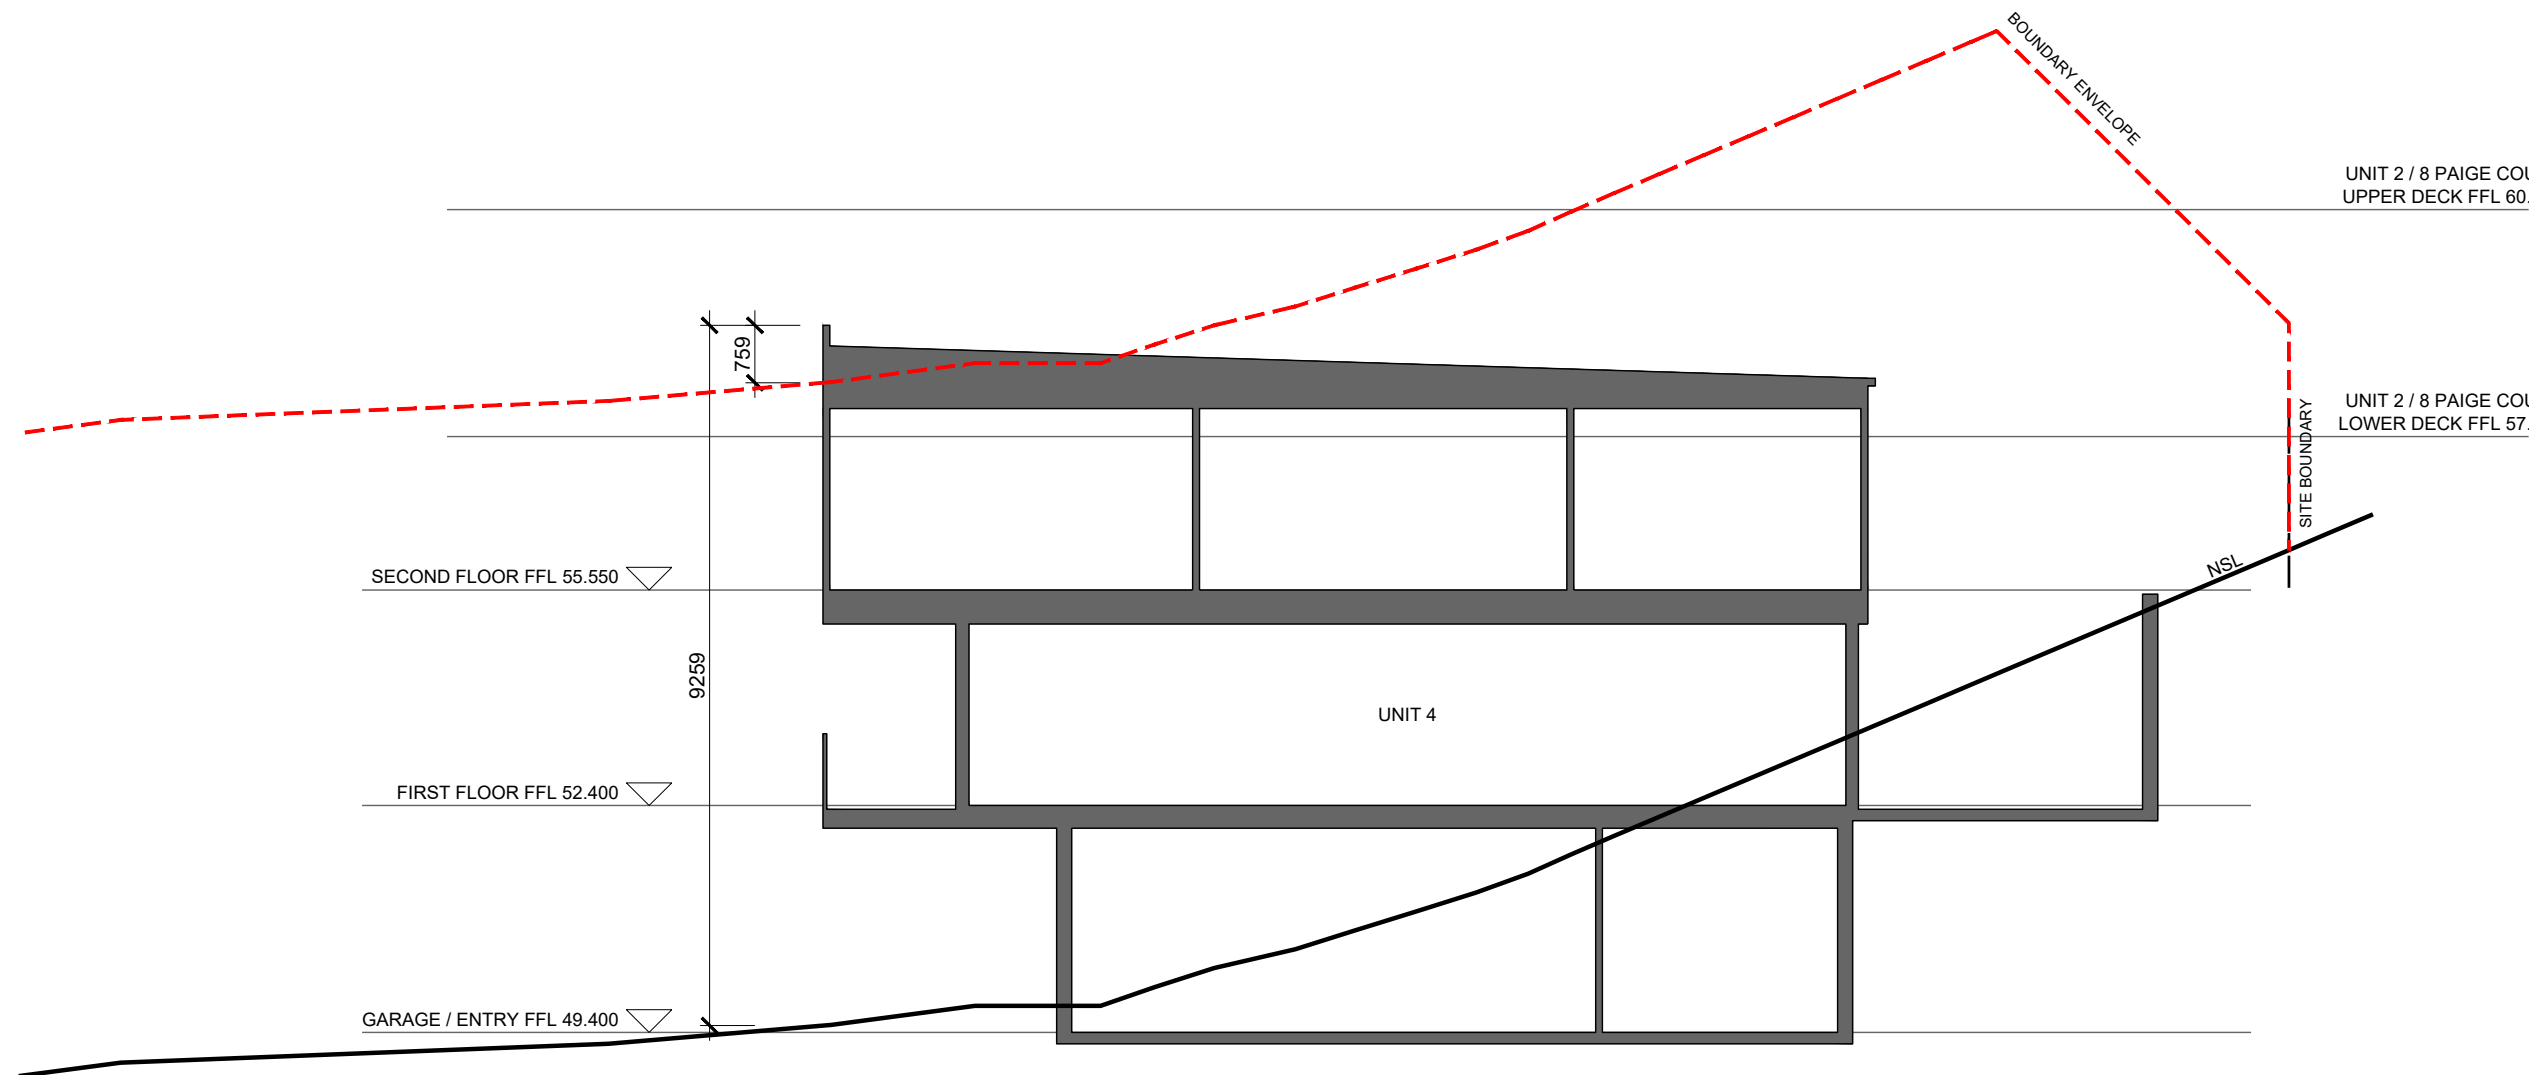 BOUNDARY ENVELOPE
UNIT 2 / 8 PAIGE
UPPER DECK FFL 60.
759
UNIT 2 / 8 PAIGE
LOWER DECK FFL 57.
SITE BOUNDARY
NSL
SECOND FLOOR FFL 55.550
9259
UNIT 4
FIRST FLOOR FFL 52.400
GARAGE / ENTRY FFL 49.400